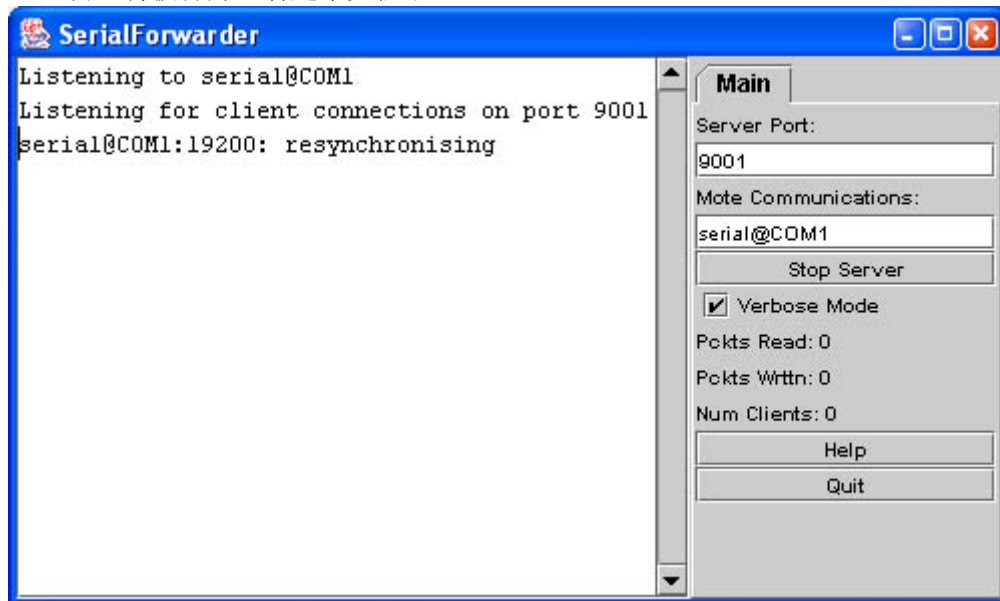 SerialForwarder
Listening to serial@COM1
Listening for client connections on port 9001
serial@COM1:19200: resynchronising
Main
Server Port:
9001
Mote Communications:
serial@COM1
Stop Server
Verbose Mode
Pckts Read: 0
Pckts Wrttn: 0
Num Clients: 0
Help
Quit